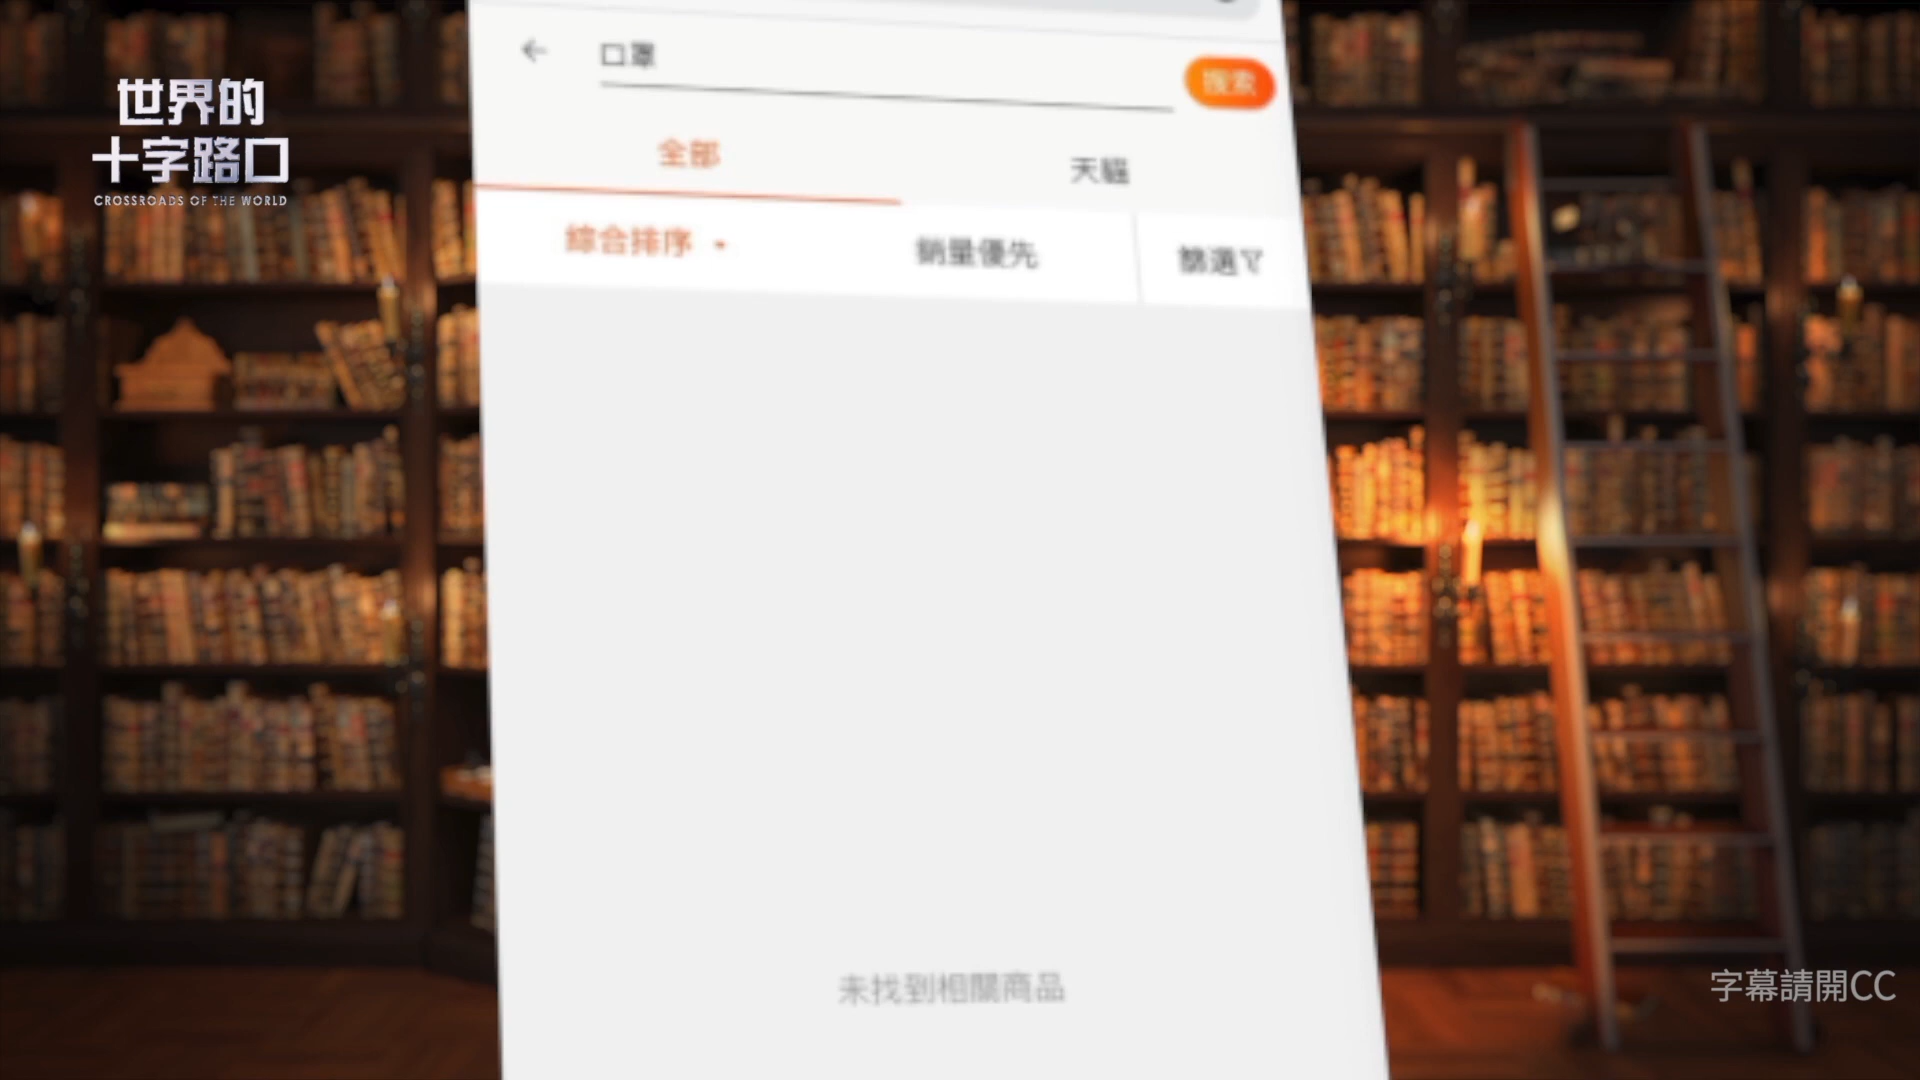 世界的
十字路口
CROSSROADS OF THE WORLD
口罩
搜索
全部
天貓
綜合排序
銷量優先
篩選
未找到相關商品
字幕請開CC